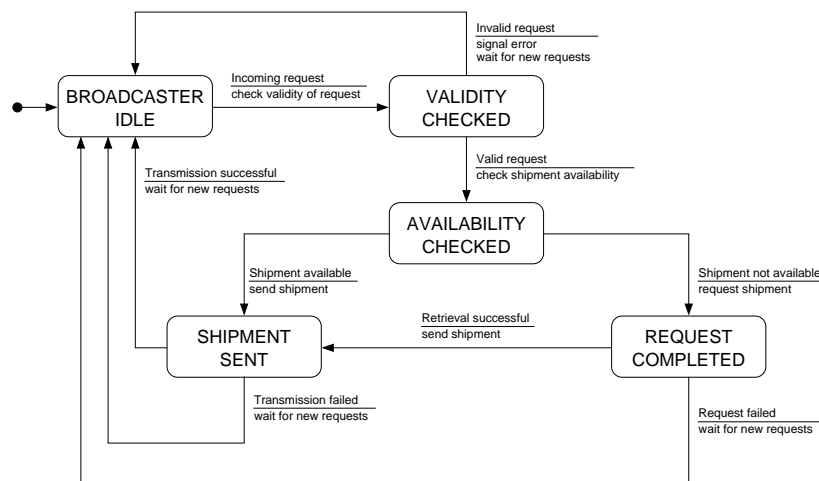 Invalid request
signal error
wait for new requests
Incoming request
check validity of request
BROADCASTER
IDLE
VALIDITY
CHECKED
Transmission successful
wait for new requests
Valid request
check shipment availability
AVAILABILITY
CHECKED
Shipment available
send shipment
Shipment not available
request shipment
Retrieval successful
send shipment
SHIPMENT
SENT
REQUEST
COMPLETED
Transmission failed
wait for new requests
Request failed
wait for new requests